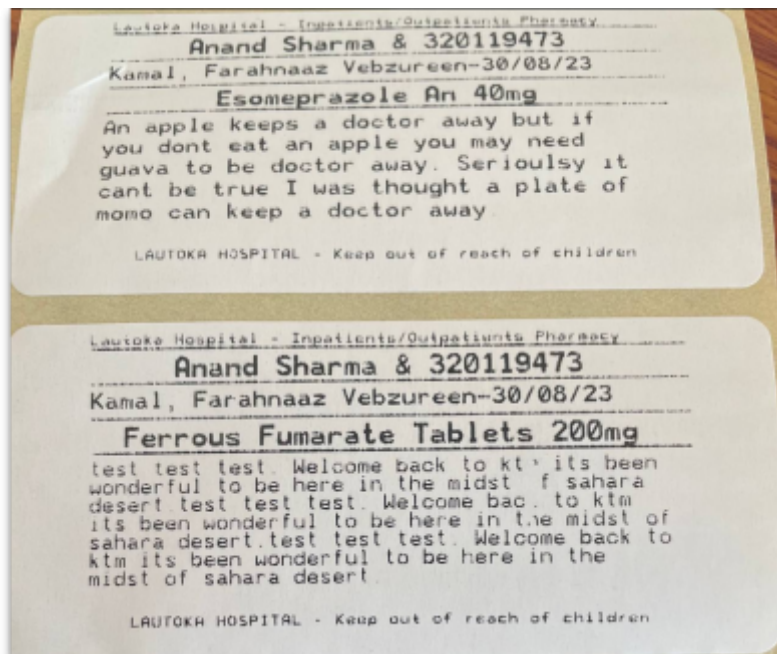 Lautoka Hospital - Inpatients/Outpatients Pharmacy
Anand Sharma & 320119473
Kamal, Farahnaaz Vebzureen-30/08/23
Esomeprazole An 40mg
An apple keeps a doctor away but if
you dont eat an apple you may need
guava to be doctor away. Serioulsy it
cant be true I was thought a plate of
momo can keep a doctor away
LAUTOKA HOSPITAL - Keep out of reach of children
Lautoka Hospital - Inpatients/Outpatients Pharmacy
Anand Sharma & 320119473
Kamal, Farahnaaz Vebzureen-30/08/23
Ferrous Fumarate Tablets 200mg
test test test. Welcome back to its been
wonderful to be here in the midst sahara
desert.test test test. Welcome to ktm
its been wonderful to be here in the midst of
sahara desert.test test test. Welcome back to
ktm its been wonderful to be here in the
midst of sahara desert
LAUTOKA HOSPITAL - Keep out of reach of children